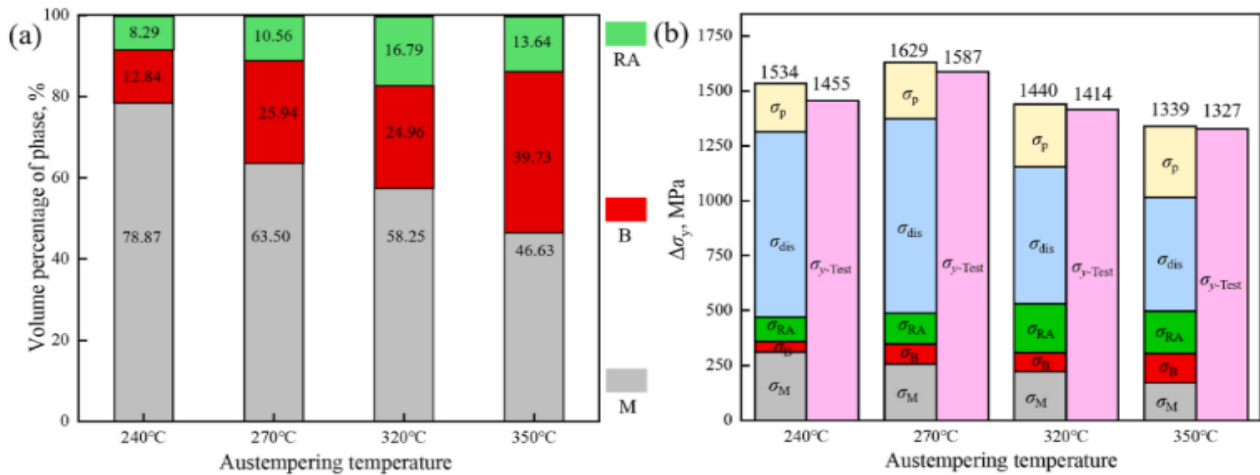 (a)
Volume percentage of phase, %
100
80
60
40
20
0
8.29
12.84
78.87
10.56
25.94
63.50
16.79
24.96
58.25
13.64
39.73
46.63
240℃
270℃
320℃
350℃
Austempering temperature
RA
B
M
(b)
Δσy, MPa
1750
1500
1250
1000
750
500
250
0
1534
1455
σp
σdis
σRA
σB
σM
σy-Test
1629
1587
σp
σdis
σRA
σB
σM
σy-Test
1440
1414
σp
σdis
σRA
σB
σM
σy-Test
1339
1327
σp
σdis
σRA
σB
σM
σy-Test
240℃
270℃
320℃
350℃
Austempering temperature